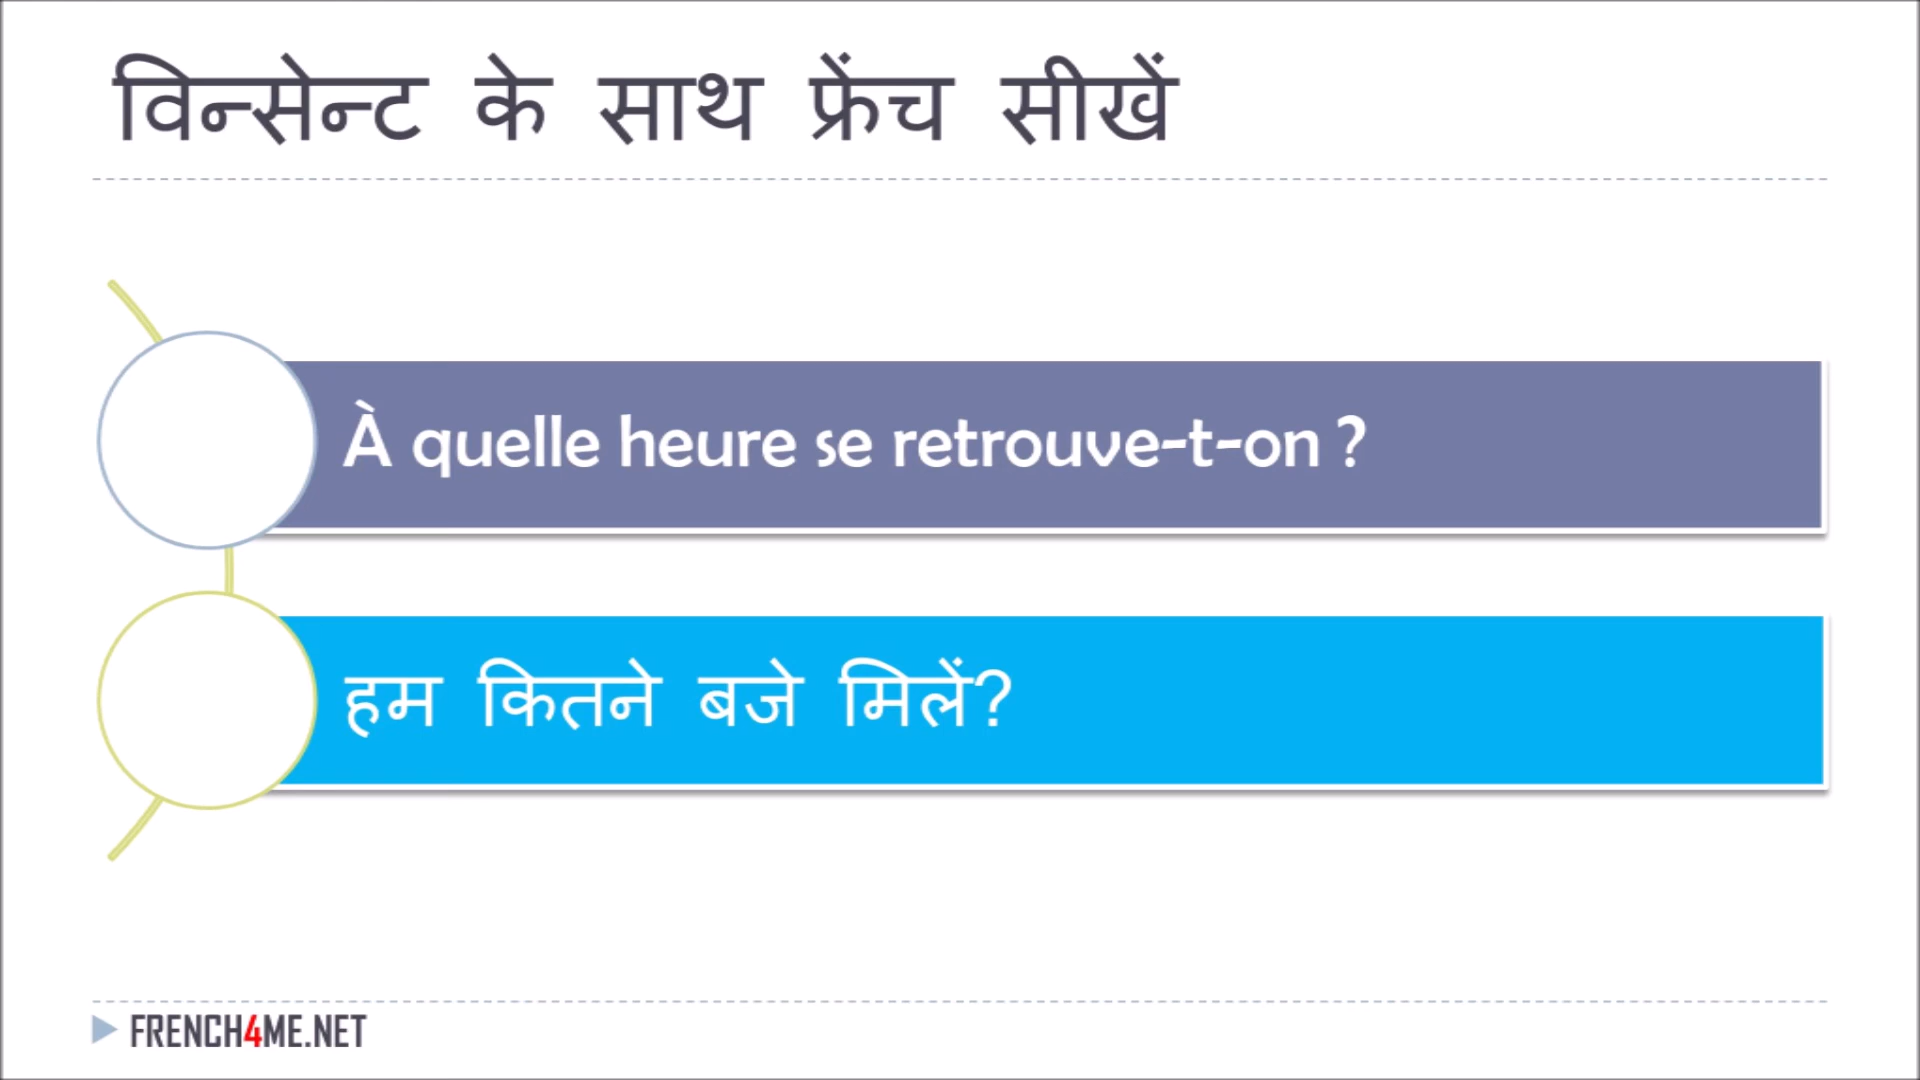 विन्सेन्ट के साथ फ्रेंच सीखें
À quelle heure se retrouve-t-on ?
हम कितने बजे मिलें?
FRENCH4ME.NET